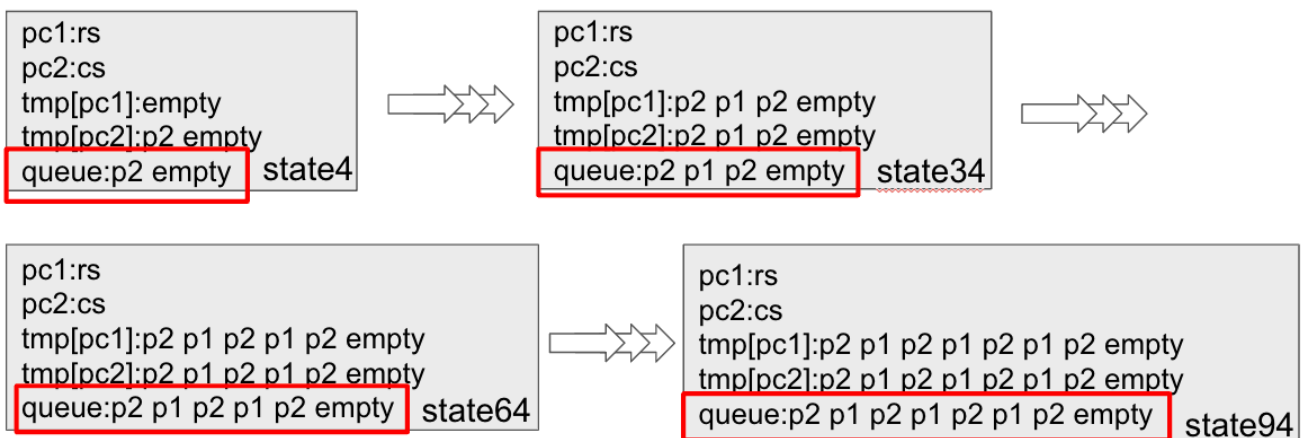 pc1:rs
pc2:cs
tmp[pc1]:empty
tmp[pc2]:p2 empty
queue:p2 empty
state4
pc1:rs
pc2:cs
tmp[pc1]:p2 p1 p2 empty
tmp[pc2]:p2 p1 p2 empty
queue:p2 p1 p2 empty
state34
pc1:rs
pc2:cs
tmp[pc1]:p2 p1 p2 p1 p2 empty
tmp[pc2]:p2 p1 p2 p1 p2 empty
queue:p2 p1 p2 p1 p2 empty
state64
pc1:rs
pc2:cs
tmp[pc1]:p2 p1 p2 p1 p2 p1 p2 empty
tmp[pc2]:p2 p1 p2 p1 p2 p1 p2 empty
queue:p2 p1 p2 p1 p2 p1 p2 empty
state94